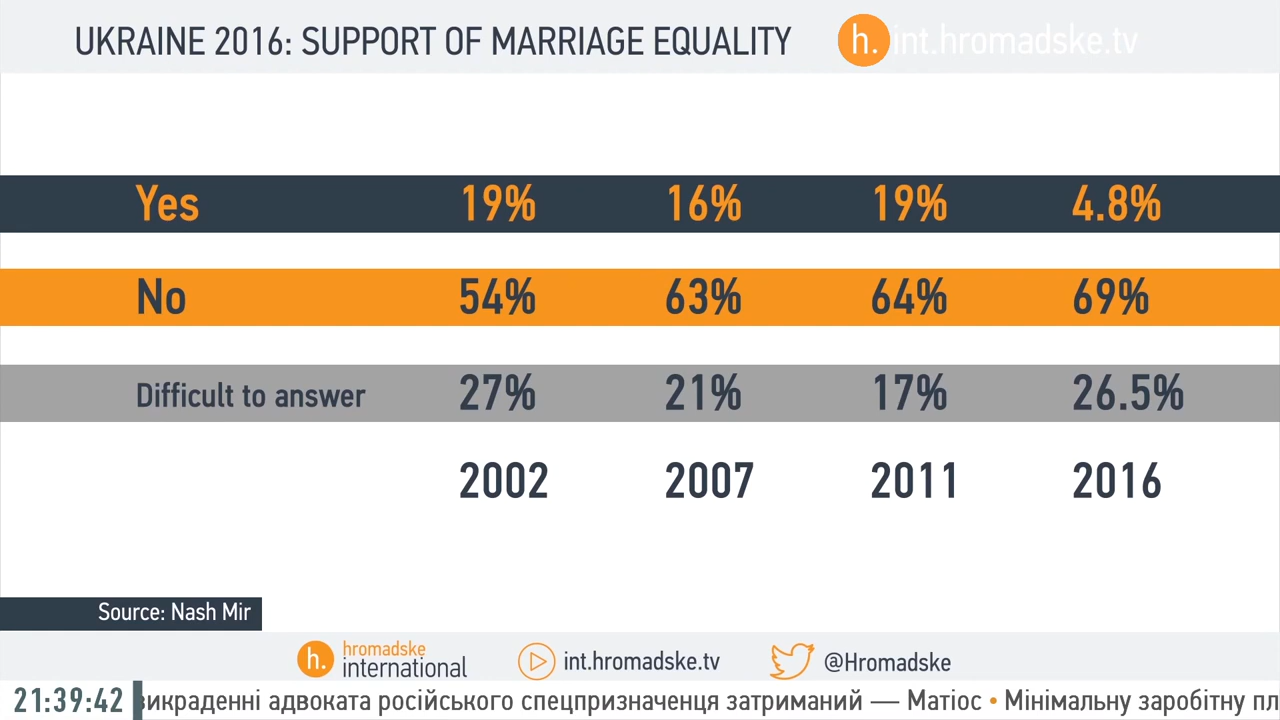 UKRAINE 2016: SUPPORT OF MARRIAGE EQUALITY
h. int.hromadske.tv
Yes 19% 16% 19% 4.8%
No 54% 63% 64% 69%
Difficult to answer 27% 21% 17% 26.5%
2002 2007 2011 2016
Source: Nash Mir
h. hromadske
international
int.hromadske.tv
@Hromadske
21:39:42 викраденні адвоката російського спецпризначенця затриманий — Матіос • Мінімальну заробітну пл